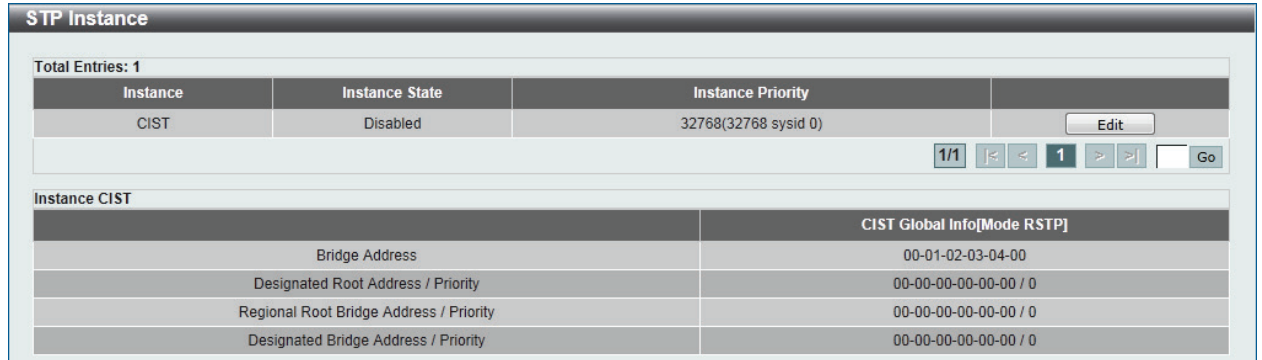 STP Instance
Total Entries: 1
Instance Instance State Instance Priority
CIST Disabled 32768(32768 sysid 0) Edit
1/1 |< < 1 > >| Go
Instance CIST
CIST Global Info[Mode RSTP]
Bridge Address 00-01-02-03-04-00
Designated Root Address / Priority 00-00-00-00-00-00 / 0
Regional Root Bridge Address / Priority 00-00-00-00-00-00 / 0
Designated Bridge Address / Priority 00-00-00-00-00-00 / 0